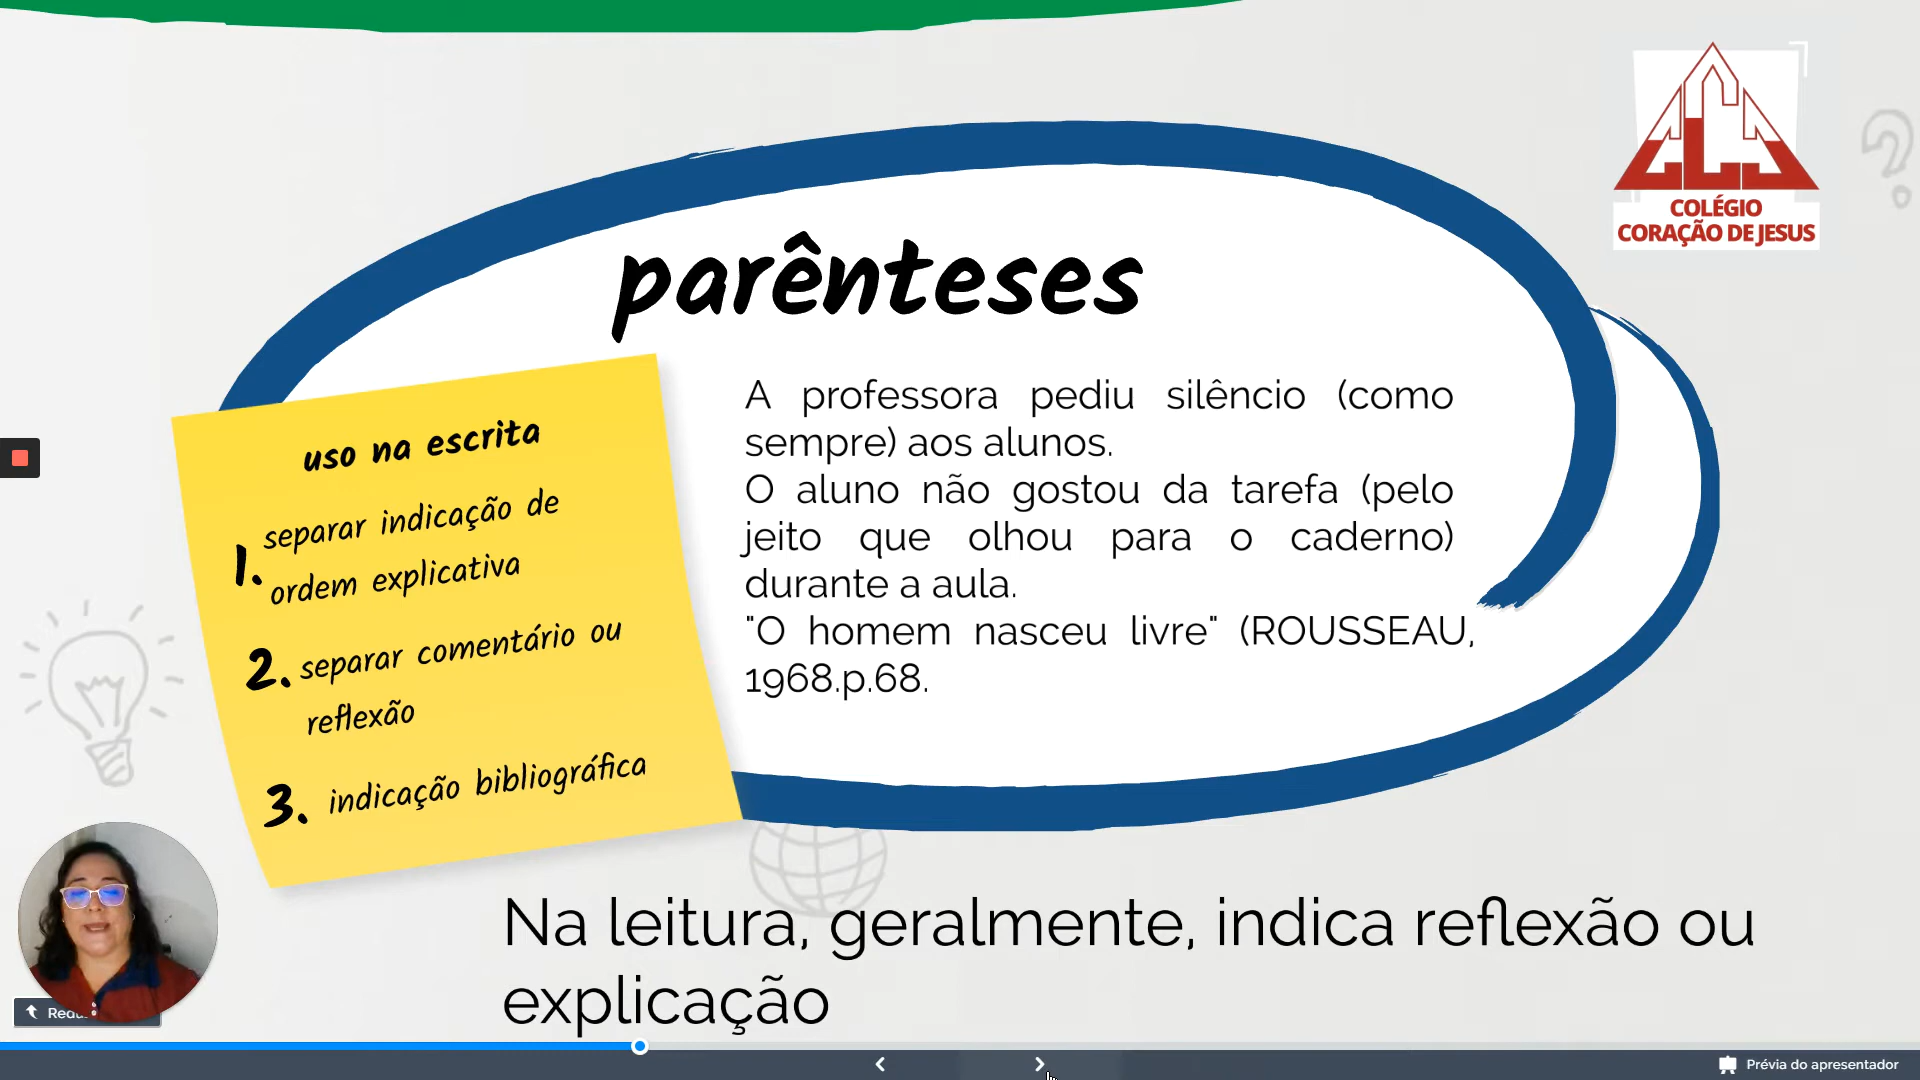 COLÉGIO
CORAÇÃO DE JESUS
parênteses
uso na escrita
1. separar indicação de
ordem explicativa
2. separar comentário ou
reflexão
3. indicação bibliográfica
A professora pediu silêncio (como
sempre) aos alunos.
O aluno não gostou da tarefa (pelo
jeito que olhou para o caderno)
durante a aula.
"O homem nasceu livre" (ROUSSEAU,
1968.p.68.
Na leitura, geralmente, indica reflexão ou
explicação
Prévia do apresentador